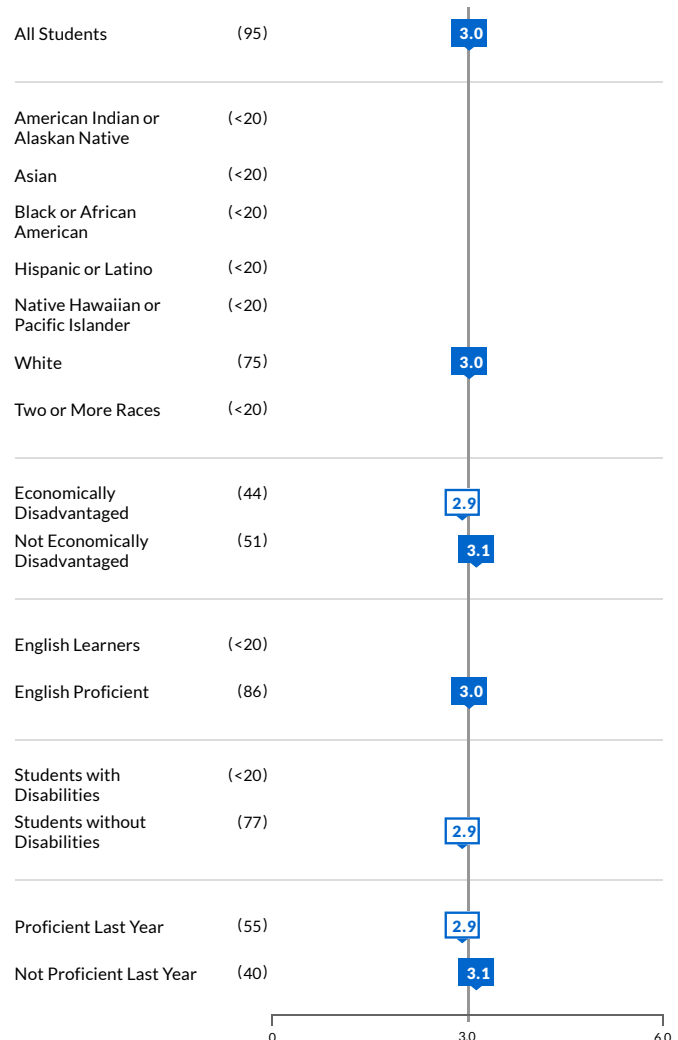 All Students (95) 3.0
American Indian or (<20)
Alaskan Native
Asian (<20)
Black or African (<20)
American
Hispanic or Latino (<20)
Native Hawaiian or (<20)
Pacific Islander
White (75) 3.0
Two or More Races (<20)
Economically (44) 2.9
Disadvantaged
Not Economically (51) 3.1
Disadvantaged
English Learners (<20)
English Proficient (86) 3.0
Students with (<20)
Disabilities
Students without (77) 2.9
Disabilities
Proficient Last Year (55) 2.9
Not Proficient Last Year (40) 3.1
0 3.0 6.0